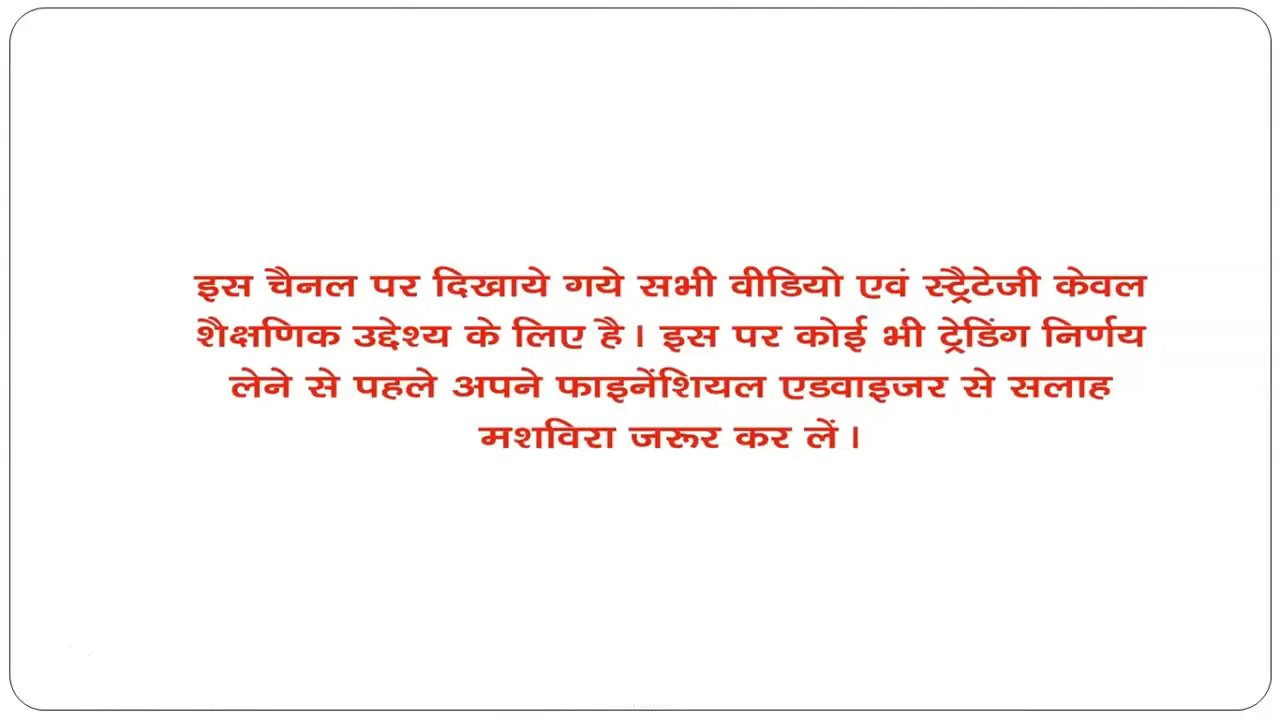 इस चैनल पर दिखाये गये सभी वीडियो एवं स्ट्रैटेजी केवल
शैक्षणिक उद्देश्य के लिए है। इस पर कोई भी ट्रेडिंग निर्णय
लेने से पहले अपने फाइनेंशियल एडवाइजर से सलाह
मशविरा जरूर कर लें।